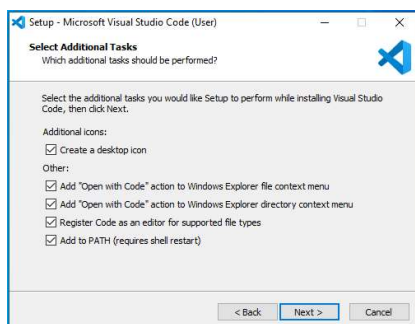 Setup - Microsoft Visual Studio Code (User)
Select Additional Tasks
Which additional tasks should be performed?
Select the additional tasks you would like Setup to perform while installing Visual Studio
Code, then click Next.
Additional icons:
Create a desktop icon
Other:
Add "Open with Code" action to Windows Explorer file context menu
Add "Open with Code" action to Windows Explorer directory context menu
Register Code as an editor for supported file types
Add to PATH (requires shell restart)
< Back Next > Cancel